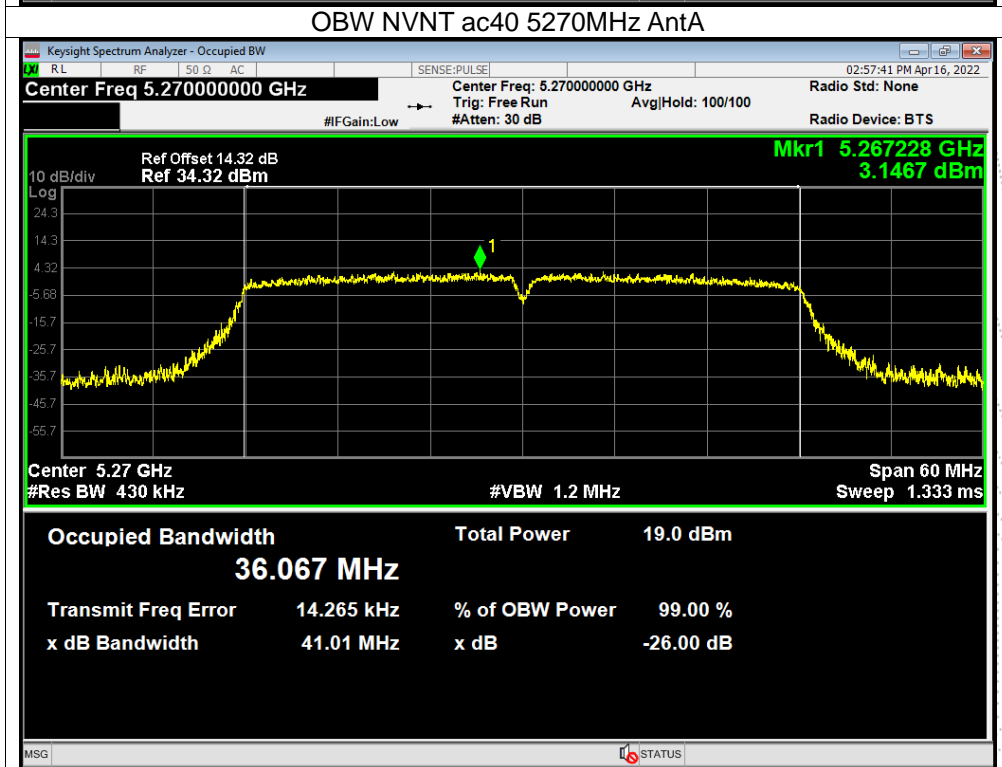 OBW NVNT ac40 5270MHz AntA
Keysight Spectrum Analyzer - Occupied BW
LXI RL RF 50 Ω AC SENSE:PULSE 02:57:41 PM Apr 16, 2022
Center Freq 5.270000000 GHz Center Freq: 5.270000000 GHz Radio Std: None
Trig: Free Run Avg|Hold: 100/100
#IFGain:Low #Atten: 30 dB Radio Device: BTS
Mkr1 5.267228 GHz
3.1467 dBm
Ref Offset 14.32 dB
10 dB/div Ref 34.32 dBm
Log
24.3
14.3
1
4.32
-5.68
-15.7
-25.7
-35.7
-45.7
-55.7
Center 5.27 GHz Span 60 MHz
#Res BW 430 kHz #VBW 1.2 MHz Sweep 1.333 ms
Occupied Bandwidth Total Power 19.0 dBm
36.067 MHz
Transmit Freq Error 14.265 kHz % of OBW Power 99.00 %
x dB Bandwidth 41.01 MHz x dB -26.00 dB
MSG STATUS